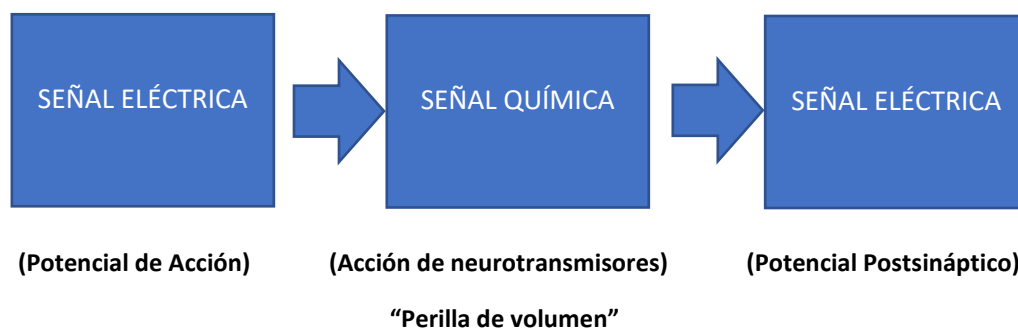 SEÑAL ELÉCTRICA
SEÑAL QUÍMICA
SEÑAL ELÉCTRICA
(Potencial de Acción)
(Acción de neurotransmisores)
(Potencial Postsináptico)
“Perilla de volumen”